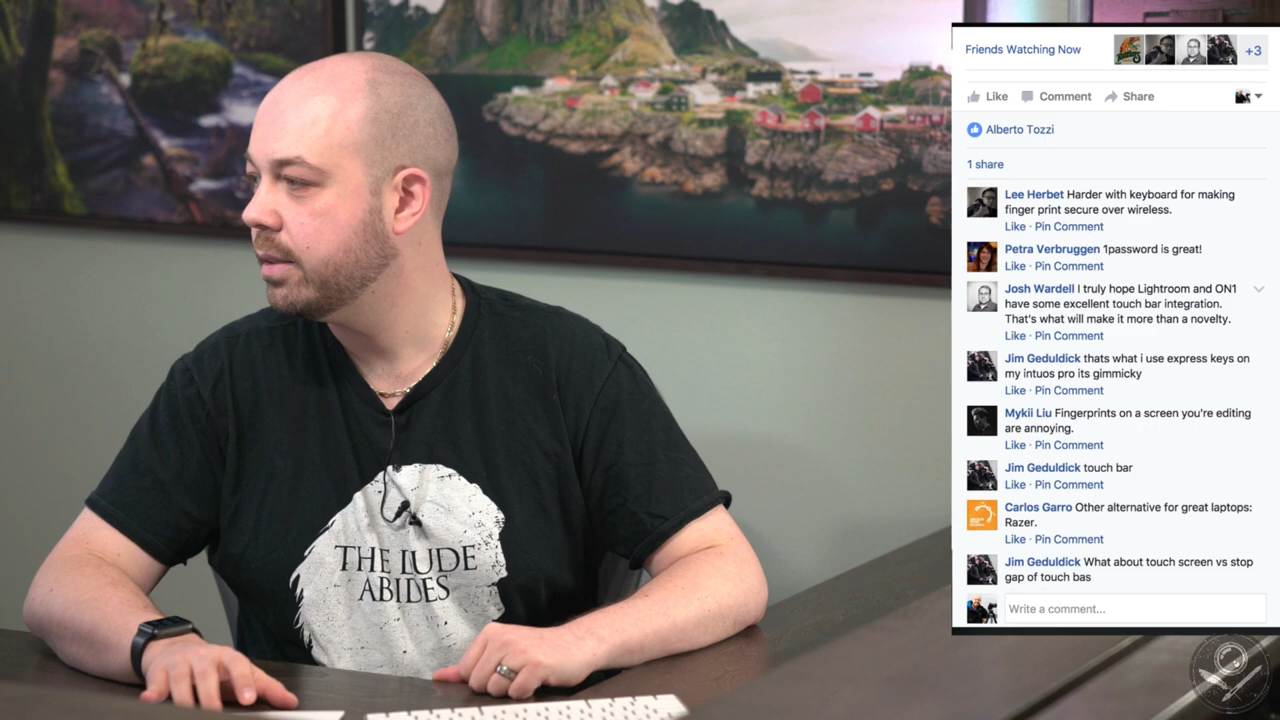 Friends Watching Now
+3
Like Comment Share
Alberto Tozzi
1 share
Lee Herbet Harder with keyboard for making
finger print secure over wireless.
Like · Pin Comment
Petra Verbruggen 1password is great!
Like · Pin Comment
Josh Wardell I truly hope Lightroom and ON1
have some excellent touch bar integration.
That's what will make it more than a novelty.
Like · Pin Comment
Jim Geduldick thats what i use express keys on
my intuos pro its gimmicky
Like · Pin Comment
Mykii Liu Fingerprints on a screen you're editing
are annoying.
Like · Pin Comment
Jim Geduldick touch bar
Like · Pin Comment
Carlos Garro Other alternative for great laptops:
Razer.
Like · Pin Comment
Jim Geduldick What about touch screen vs stop
gap of touch bas
Write a comment...
THE LUDE
ABIDES